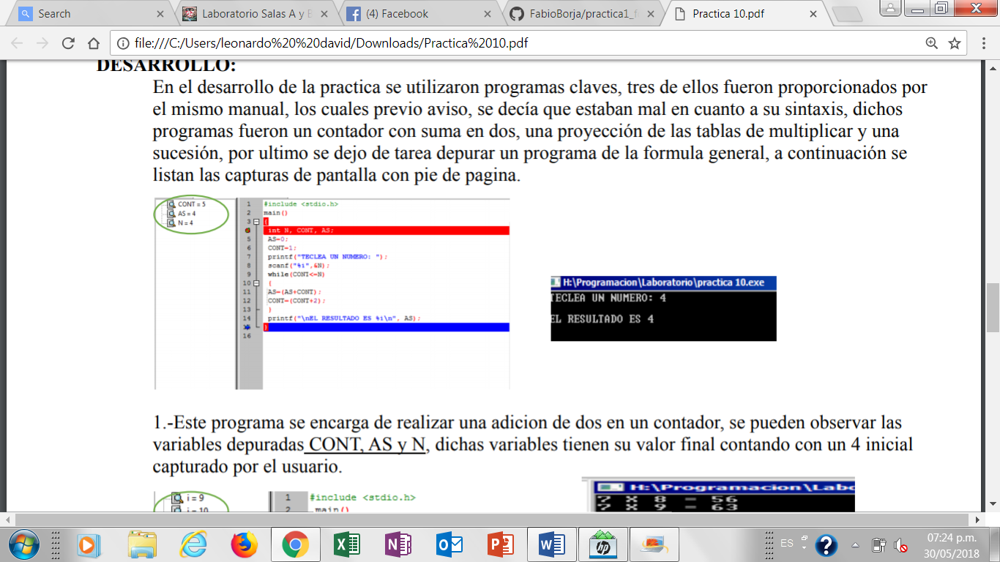 Search
Laboratorio Salas A y B
(4) Facebook
FabioBorja/practica1_f
Practica 10.pdf
file:///C:/Users/leonardo%20%20david/Downloads/Practica%2010.pdf
DESARROLLO:
En el desarrollo de la practica se utilizaron programas claves, tres de ellos fueron proporcionados por
el mismo manual, los cuales previo aviso, se decía que estaban mal en cuanto a su sintaxis, dichos
programas fueron un contador con suma en dos, una proyección de las tablas de multiplicar y una
sucesión, por ultimo se dejo de tarea depurar un programa de la formula general, a continuación se
listan las capturas de pantalla con pie de pagina.
CONT = 5
AS = 4
N = 4
1 #include <stdio.h>
2 main()
3 {
int N, CONT, AS;
5 AS=0;
6 CONT=1;
7 printf("TECLEA UN NUMERO: ");
8 scanf("%i",&N);
9 while(CONT<=N)
10 {
11 AS=(AS+CONT);
12 CONT=(CONT+2);
13 }
14 printf("\nEL RESULTADO ES %i\n", AS);
}
16
H:\Programacion\Laboratorio\practica 10.exe
TECLEA UN NUMERO: 4
EL RESULTADO ES 4
1.-Este programa se encarga de realizar una adicion de dos en un contador, se pueden observar las
variables depuradas CONT, AS y N, dichas variables tienen su valor final contando con un 4 inicial
capturado por el usuario.
i = 9
i = 10
1 #include <stdio.h>
2 main()
H:\Programacion\Labo
7 X 8 = 56
7 X 9 = 63
ES
07:24 p.m.
30/05/2018